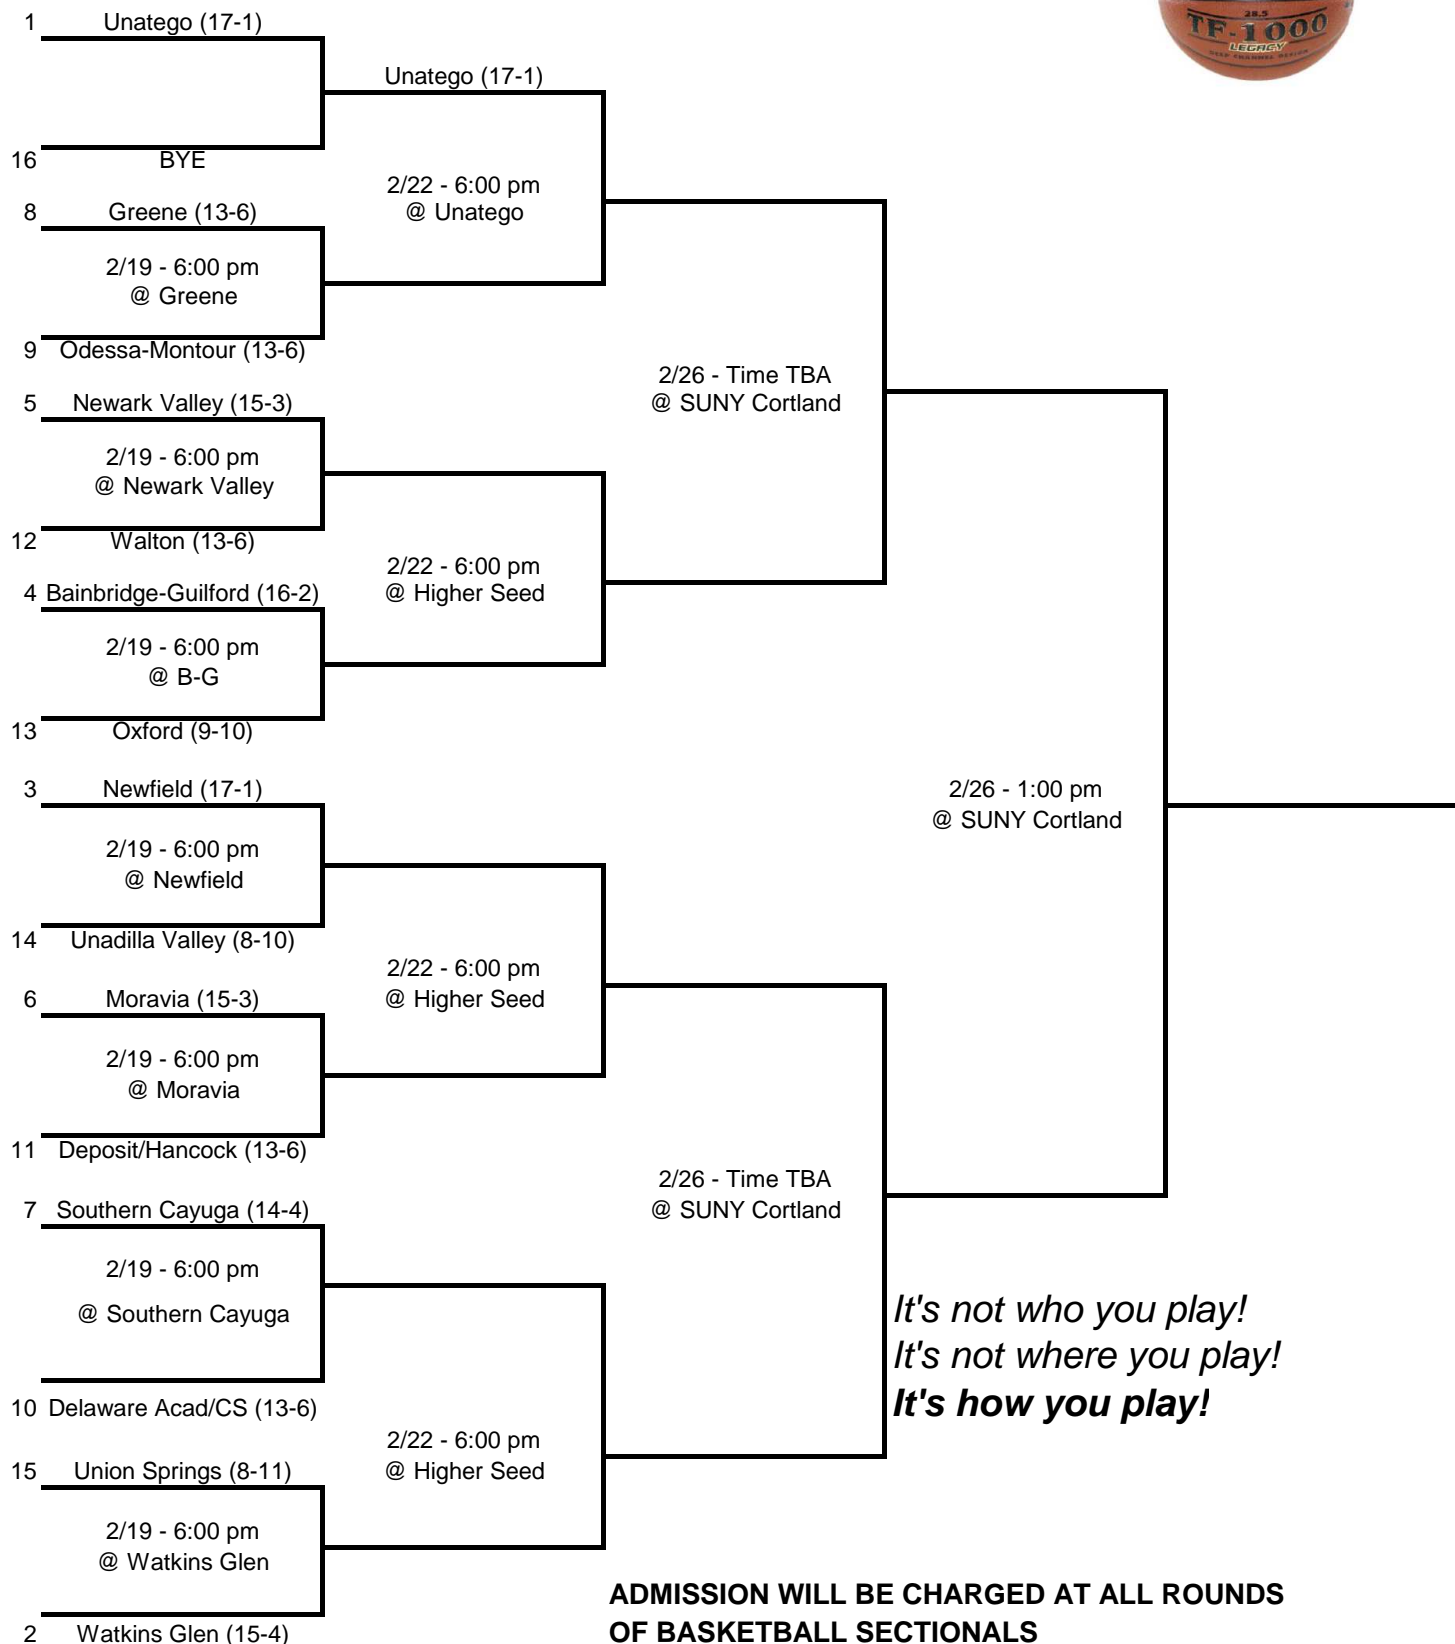 28.5
TF-1000
LEGACY
DEEP CHANNEL DESIGN
1 Unatego (17-1)
Unatego (17-1)
16 BYE
2/22 - 6:00 pm
@ Unatego
8 Greene (13-6)
2/19 - 6:00 pm
@ Greene
9 Odessa-Montour (13-6)
2/26 - Time TBA
@ SUNY Cortland
5 Newark Valley (15-3)
2/19 - 6:00 pm
@ Newark Valley
12 Walton (13-6)
2/22 - 6:00 pm
@ Higher Seed
4 Bainbridge-Guilford (16-2)
2/19 - 6:00 pm
@ B-G
13 Oxford (9-10)
3 Newfield (17-1)
2/26 - 1:00 pm
@ SUNY Cortland
2/19 - 6:00 pm
@ Newfield
14 Unadilla Valley (8-10)
2/22 - 6:00 pm
@ Higher Seed
6 Moravia (15-3)
2/19 - 6:00 pm
@ Moravia
11 Deposit/Hancock (13-6)
2/26 - Time TBA
@ SUNY Cortland
7 Southern Cayuga (14-4)
2/19 - 6:00 pm
@ Southern Cayuga
It's not who you play!
It's not where you play!
It's how you play!
10 Delaware Acad/CS (13-6)
2/22 - 6:00 pm
@ Higher Seed
15 Union Springs (8-11)
2/19 - 6:00 pm
@ Watkins Glen
2 Watkins Glen (15-4)
ADMISSION WILL BE CHARGED AT ALL ROUNDS
OF BASKETBALL SECTIONALS